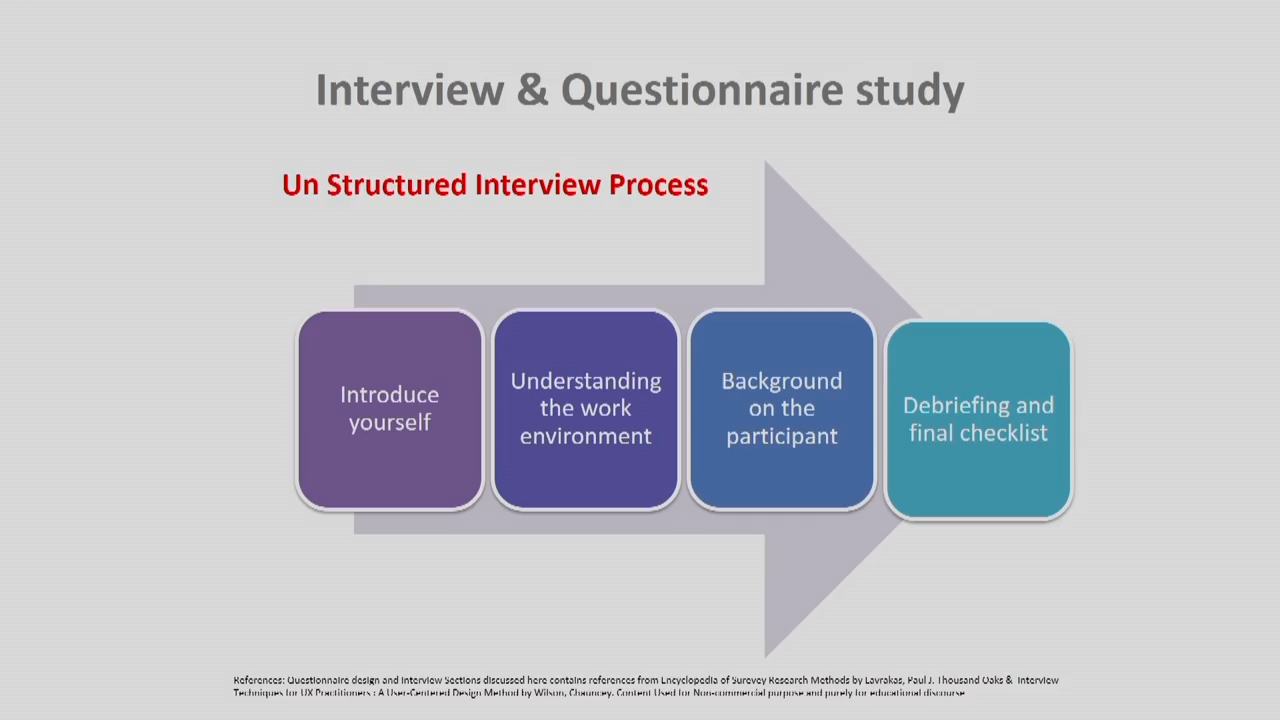 Interview & Questionnaire study
Un Structured Interview Process
Introduce
yourself
Understanding
the work
environment
Background
on the
participant
Debriefing and
final checklist
References: Questionnaire design and Interview Sections discussed here contains references from Encyclopedia of Survey Research Methods by Lavrakas, Paul J. Thousand Oaks & Interview
Techniques for UX Practitioners : A User-Centered Design Method by Wilson, Chauncey. Content Used for Non-commercial purpose and purely for educational discourse